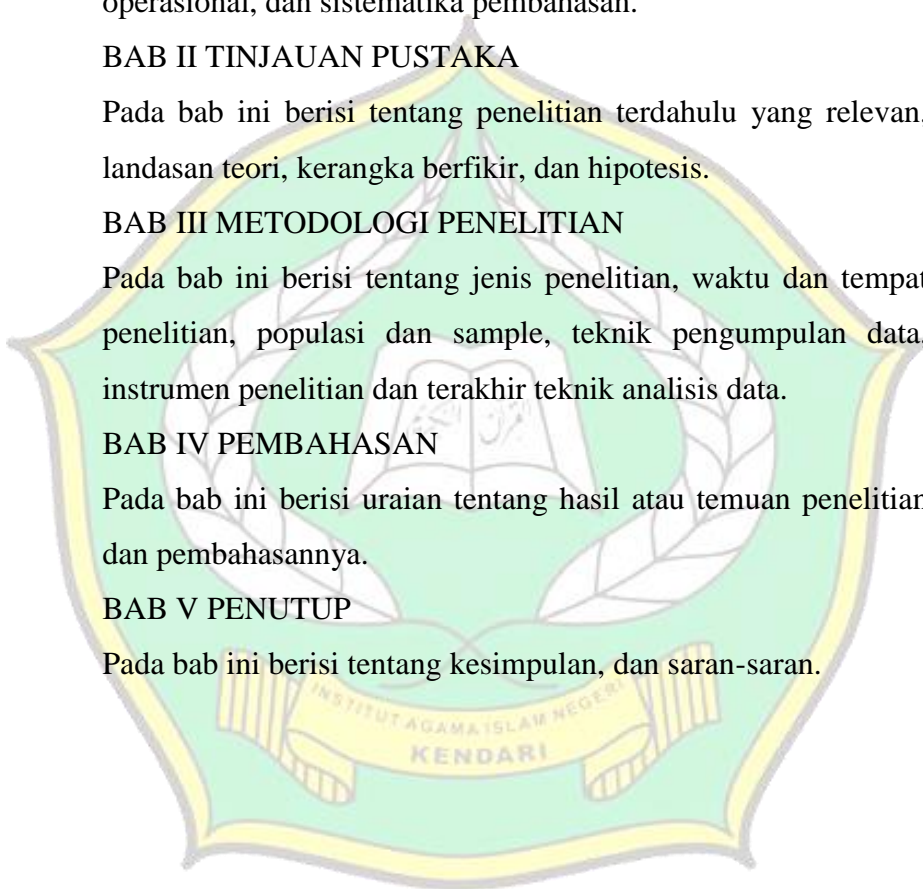 operasional, dan sistematika pembahasan.
BAB II TINJAUAN PUSTAKA
Pada bab ini berisi tentang penelitian terdahulu yang relevan,
landasan teori, kerangka berfikir, dan hipotesis.
BAB III METODOLOGI PENELITIAN
Pada bab ini berisi tentang jenis penelitian, waktu dan tempat
penelitian, populasi dan sample, teknik pengumpulan data,
instrumen penelitian dan terakhir teknik analisis data.
BAB IV PEMBAHASAN
Pada bab ini berisi uraian tentang hasil atau temuan penelitian
dan pembahasannya.
BAB V PENUTUP
Pada bab ini berisi tentang kesimpulan, dan saran-saran.
INSTITUT AGAMA ISLAM NEGERI
KENDARI